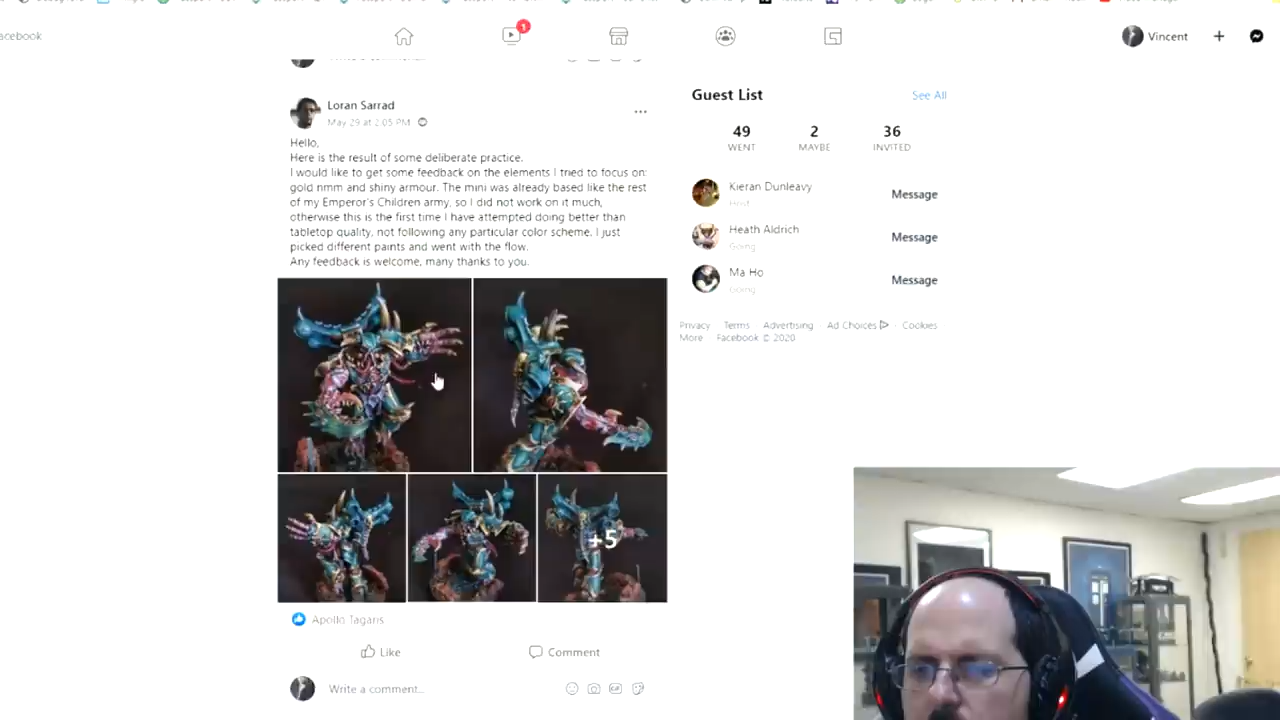 acebook
1
Vincent
Loran Sarrad
May 29 at 2:05 PM
Hello,
Here is the result of some deliberate practice.
I would like to get some feedback on the elements I tried to focus on:
gold nmm and shiny armour. The mini was already based like the rest
of my Emperor's Children army, so I did not work on it much,
otherwise this is the first time I have attempted doing better than
tabletop quality, not following any particular color scheme. I just
picked different paints and went with the flow.
Any feedback is welcome, many thanks to you.
+5
Apollo Tagaris
Like
Comment
Write a comment...
Guest List
See All
49
2
36
WENT
MAYBE
INVITED
Kieran Dunleavy
Host
Message
Heath Aldrich
Going
Message
Ma Ho
Going
Message
Privacy Terms Advertising Ad Choices · Cookies
More Facebook © 2020